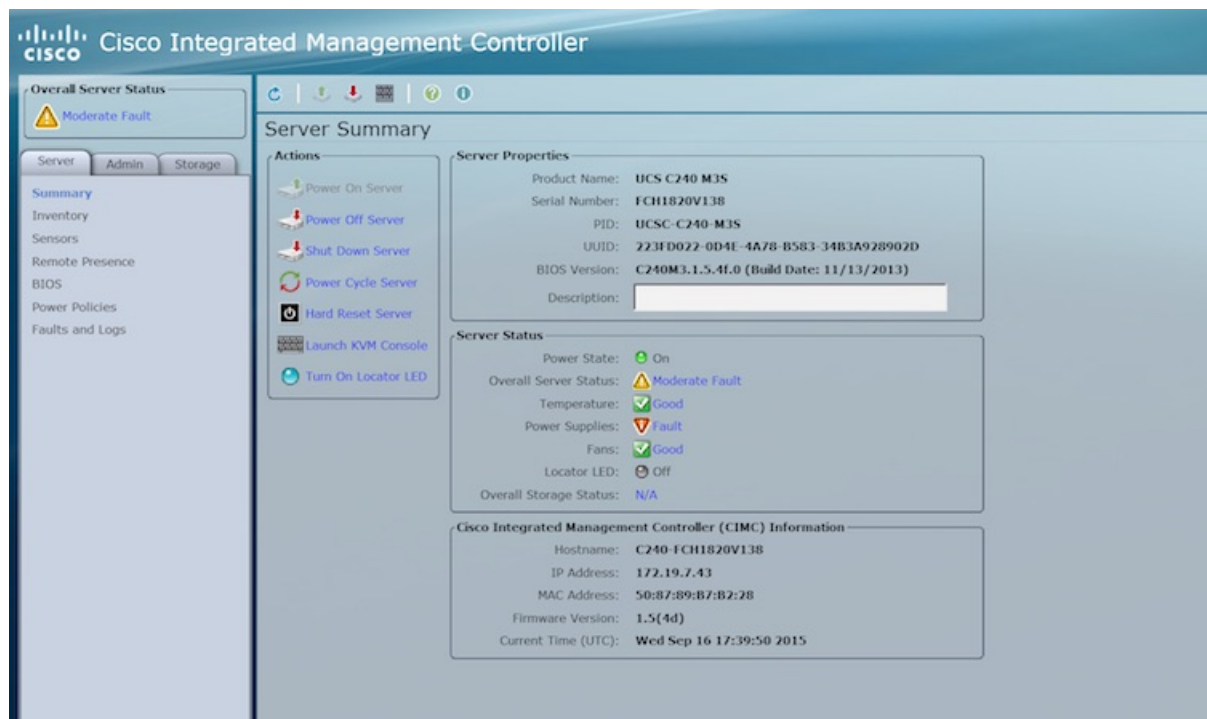 CISCO Cisco Integrated Management Controller
Overall Server Status
Moderate Fault
Server Admin Storage
Summary
Inventory
Sensors
Remote Presence
BIOS
Power Policies
Faults and Logs
Server Summary
Actions
Power On Server
Power Off Server
Shut Down Server
Power Cycle Server
Hard Reset Server
Launch KVM Console
Turn On Locator LED
Server Properties
Product Name: UCS C240 M3S
Serial Number: FCH1820V138
PID: UCSC-C240-M3S
UUID: 223FD022-0D4E-4A78-B583-34B3A928902D
BIOS Version: C240M3.1.5.4f.0 (Build Date: 11/13/2013)
Description:
Server Status
Power State: On
Overall Server Status: Moderate Fault
Temperature: Good
Power Supplies: Fault
Fans: Good
Locator LED: Off
Overall Storage Status: N/A
Cisco Integrated Management Controller (CIMC) Information
Hostname: C240-FCH1820V138
IP Address: 172.19.7.43
MAC Address: 50:87:89:B7:B2:28
Firmware Version: 1.5(4d)
Current Time (UTC): Wed Sep 16 17:39:50 2015